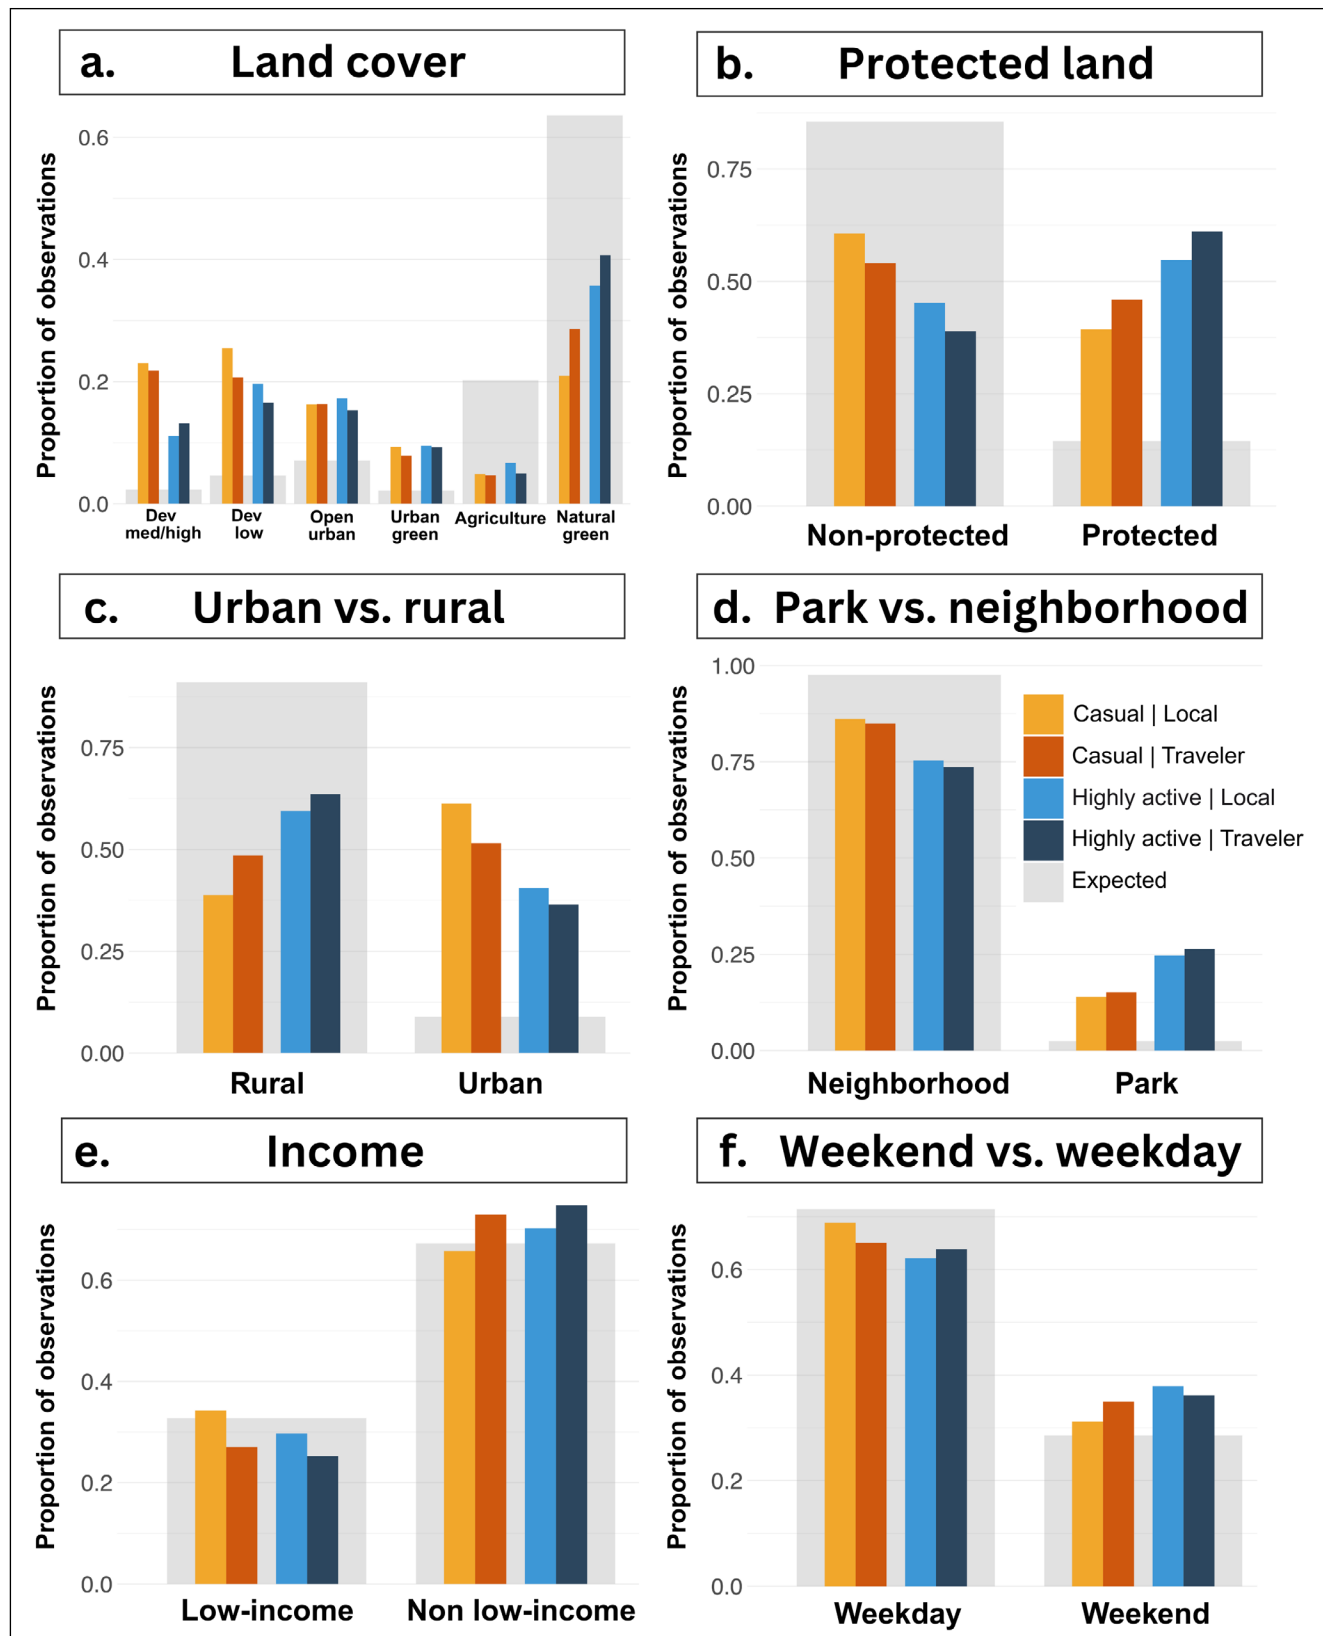 a. Land cover
Proportion of observations
0.6
0.4
0.2
0.0
Dev
med/high
Dev
low
Open
urban
Urban
green
Agriculture
Natural
green
b. Protected land
Proportion of observations
0.75
0.50
0.25
0.00
Non-protected
Protected
c. Urban vs. rural
Proportion of observations
0.75
0.50
0.25
0.00
Rural
Urban
d. Park vs. neighborhood
Proportion of observations
1.00
0.75
0.50
0.25
0.00
Neighborhood
Park
Casual | Local
Casual | Traveler
Highly active | Local
Highly active | Traveler
Expected
e. Income
Proportion of observations
0.6
0.4
0.2
0.0
Low-income
Non low-income
f. Weekend vs. weekday
Proportion of observations
0.6
0.4
0.2
0.0
Weekday
Weekend